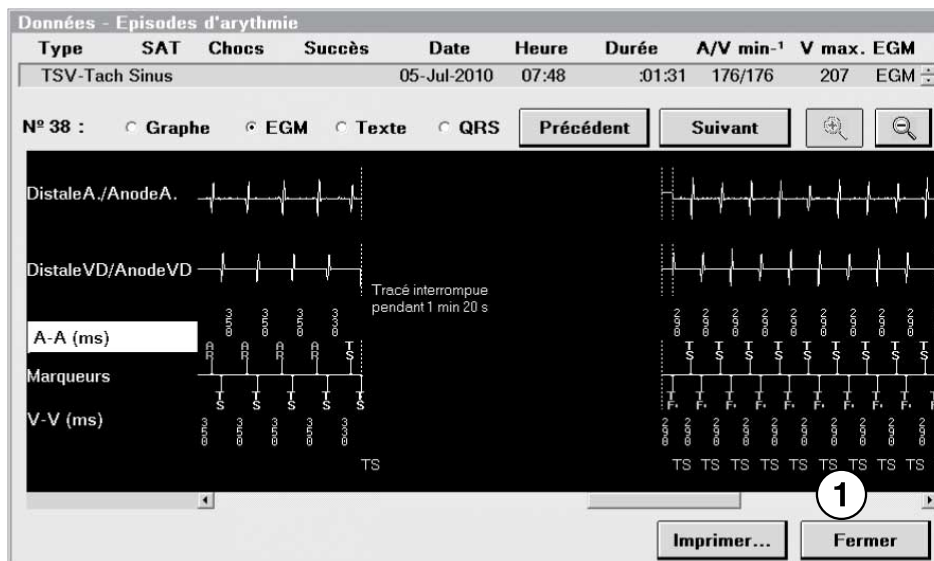 Données - Episodes d'arythmie
Type SAT Chocs Succès Date Heure Durée A/V min-¹ V max. EGM
TSV-Tach Sinus 05-Jul-2010 07:48 :01:31 176/176 207 EGM
Nº 38 : Graphe EGM Texte QRS Précédent Suivant
DistaleA./AnodeA.
DistaleVD/AnodeVD
Tracé interrompue
pendant 1 min 20 s
A-A (ms)
A R A R A R A R T S T S T S T S T S T S T S T S T S
Marqueurs
T S T S T S T S T S T F T F T F T F T F T F T F T F
V-V (ms)
TS TS TS TS TS TS TS TS TS TS
1
Imprimer... Fermer